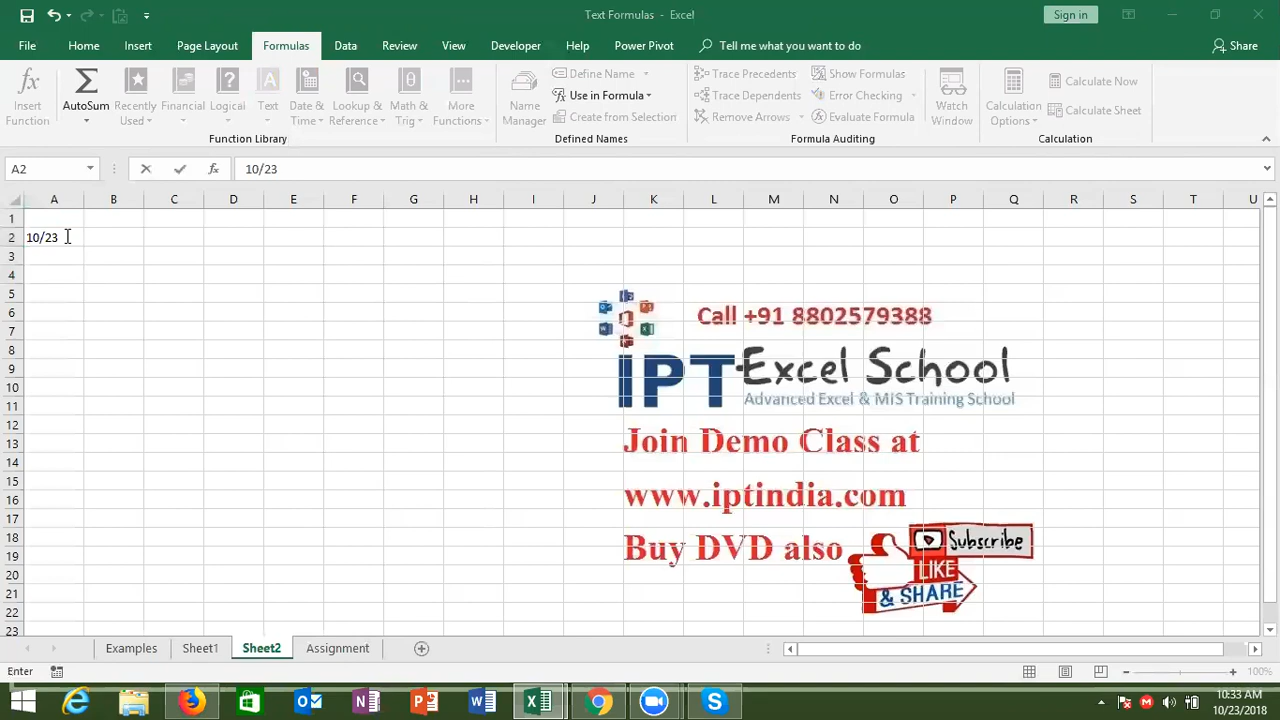 Text Formulas - Excel
Sign in
File Home Insert Page Layout Formulas Data Review View Developer Help Power Pivot Tell me what you want to do Share
Insert Function
AutoSum
Recently Used
Financial
Logical
Text
Date & Time
Lookup & Reference
Math & Trig
More Functions
Function Library
Name Manager
Define Name
Use in Formula
Create from Selection
Defined Names
Trace Precedents
Trace Dependents
Remove Arrows
Show Formulas
Error Checking
Evaluate Formula
Formula Auditing
Watch Window
Calculation Options
Calculate Now
Calculate Sheet
Calculation
A2 fx 10/23
A B C D E F G H I J K L M N O P Q R S T U
1
2 10/23
3
4
5
6
7
8
9
10
11
12
13
14
15
16
17
18
19
20
21
22
23
Call +91 8802579388
IPT Excel School
Advanced Excel & MIS Training School
Join Demo Class at
www.iptindia.com
Buy DVD also
Subscribe
LIKE
& SHARE
Examples Sheet1 Sheet2 Assignment
Enter
100%
10:33 AM
10/23/2018